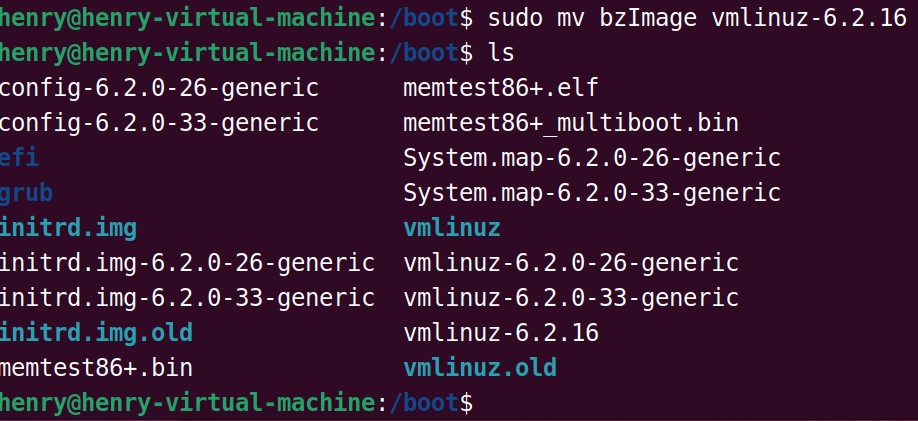 henry@henry-virtual-machine:/boot$ sudo mv bzImage vmlinuz-6.2.16
henry@henry-virtual-machine:/boot$ ls
config-6.2.0-26-generic  memtest86+.elf
config-6.2.0-33-generic  memtest86+_multiboot.bin
efi  System.map-6.2.0-26-generic
grub  System.map-6.2.0-33-generic
initrd.img  vmlinuz
initrd.img-6.2.0-26-generic  vmlinuz-6.2.0-26-generic
initrd.img-6.2.0-33-generic  vmlinuz-6.2.0-33-generic
initrd.img.old  vmlinuz-6.2.16
memtest86+.bin  vmlinuz.old
henry@henry-virtual-machine:/boot$